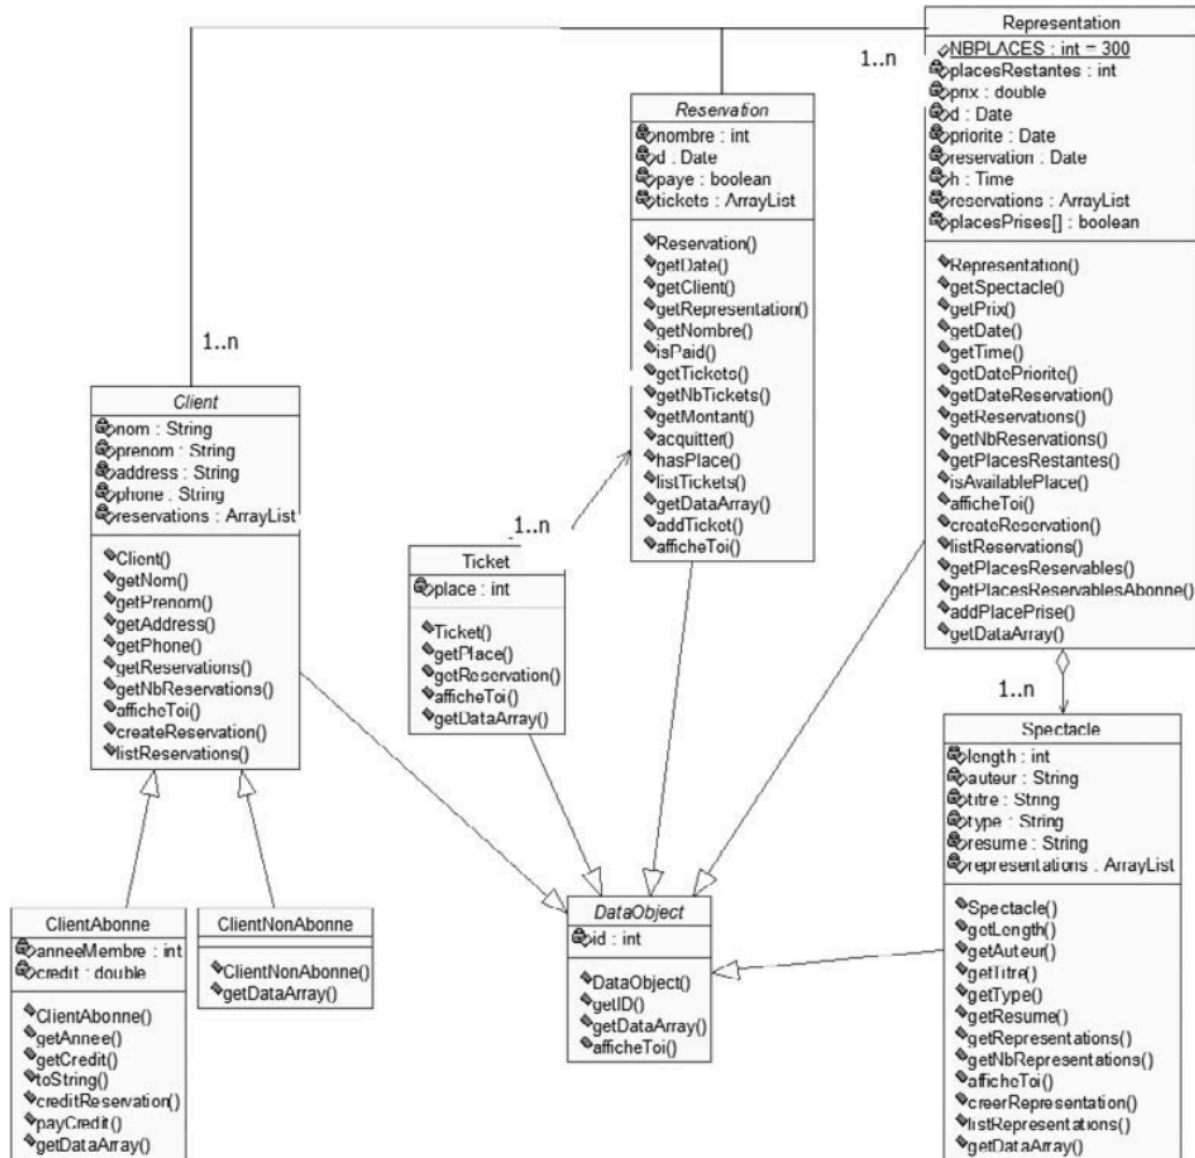 Representation
NBPLACES : int = 300
placesRestantes : int
prix : double
d : Date
priorite : Date
reservation : Date
h : Time
reservations : ArrayList
placesPrises[] : boolean
Representation()
getSpectacle()
getPrix()
getDate()
getTime()
getDatePriorite()
getDateReservation()
getReservations()
getNbReservations()
getPlacesRestantes()
isAvailablePlace()
afficheToi()
createReservation()
listReservations()
getPlacesReservables()
getPlacesReservablesAbonne()
addPlacePrise()
getDataArray()
1..n
Reservation
nombre : int
d : Date
paye : boolean
tickets : ArrayList
Reservation()
getDate()
getClient()
getRepresentation()
getNombre()
isPaid()
getTickets()
getNbTickets()
getMontant()
acquitter()
hasPlace()
listTickets()
getDataArray()
addTicket()
afficheToi()
1..n
Client
nom : String
prenom : String
address : String
phone : String
reservations : ArrayList
Client()
getNom()
getPrenom()
getAddress()
getPhone()
getReservations()
getNbReservations()
afficheToi()
createReservation()
listReservations()
1..n
Ticket
place : int
Ticket()
getPlace()
getReservation()
afficheToi()
getDataArray()
1..n
Spectacle
length : int
auteur : String
titre : String
type : String
resume : String
representations : ArrayList
Spectacle()
getLength()
getAuteur()
getTitre()
getType()
getResume()
getRepresentations()
getNbRepresentations()
afficheToi()
creerRepresentation()
listRepresentations()
getDataArray()
ClientAbonne
anneeMembre : int
credit : double
ClientAbonne()
getAnnee()
getCredit()
toString()
creditReservation()
payCredit()
getDataArray()
ClientNonAbonne
ClientNonAbonne()
getDataArray()
DataObject
id : int
DataObject()
getID()
getDataArray()
afficheToi()